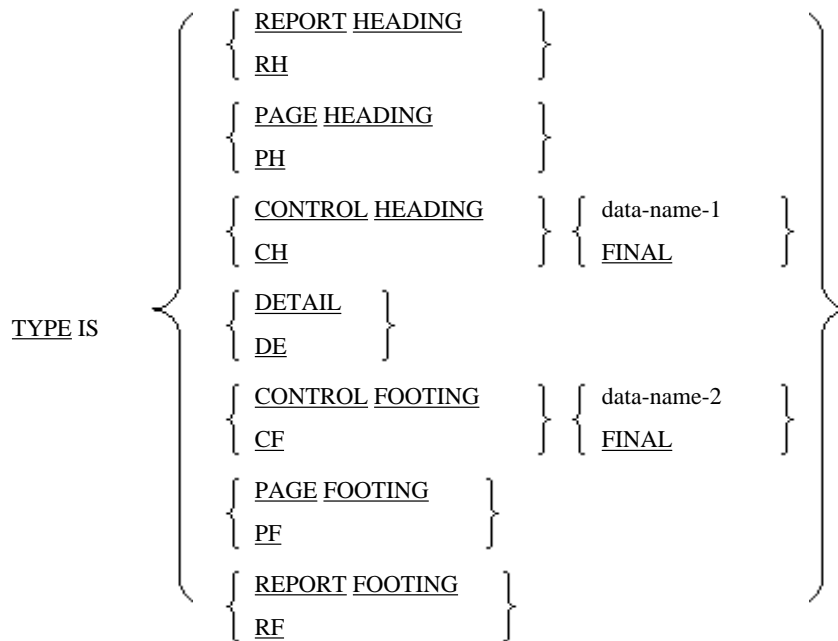 REPORT HEADING
RH
PAGE HEADING
PH
CONTROL HEADING data-name-1
CH FINAL
TYPE IS
DETAIL
DE
CONTROL FOOTING data-name-2
CF FINAL
PAGE FOOTING
PF
REPORT FOOTING
RF